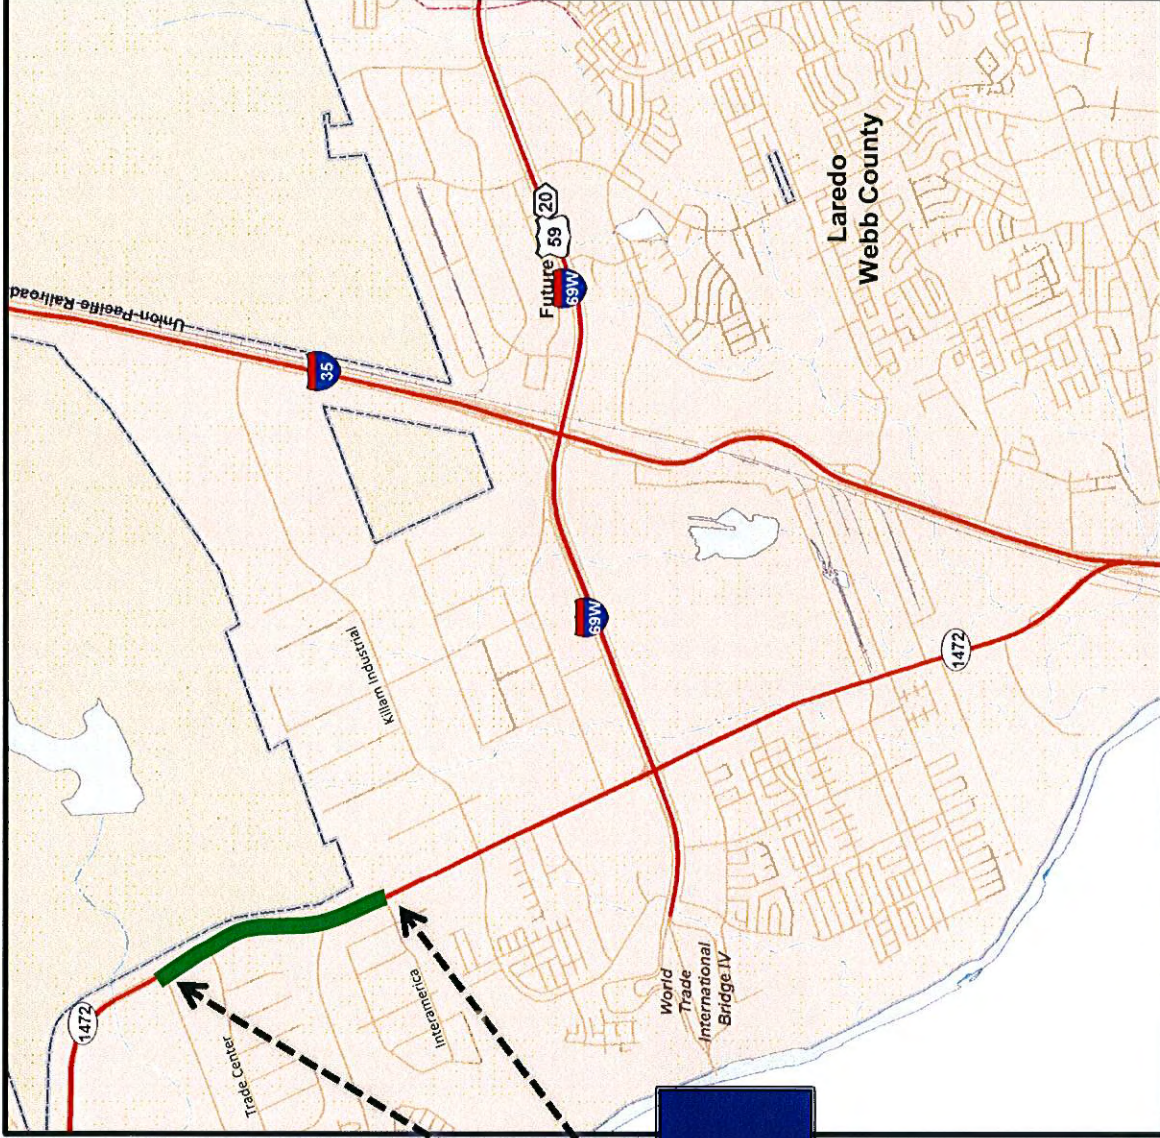 Union Pacific Railroad
35
20
59
Future
69W
Laredo
Webb County
69W
Killam Industrial
1472
1472
Trade Center
Interamerica
World
Trade
International
Bridge IV